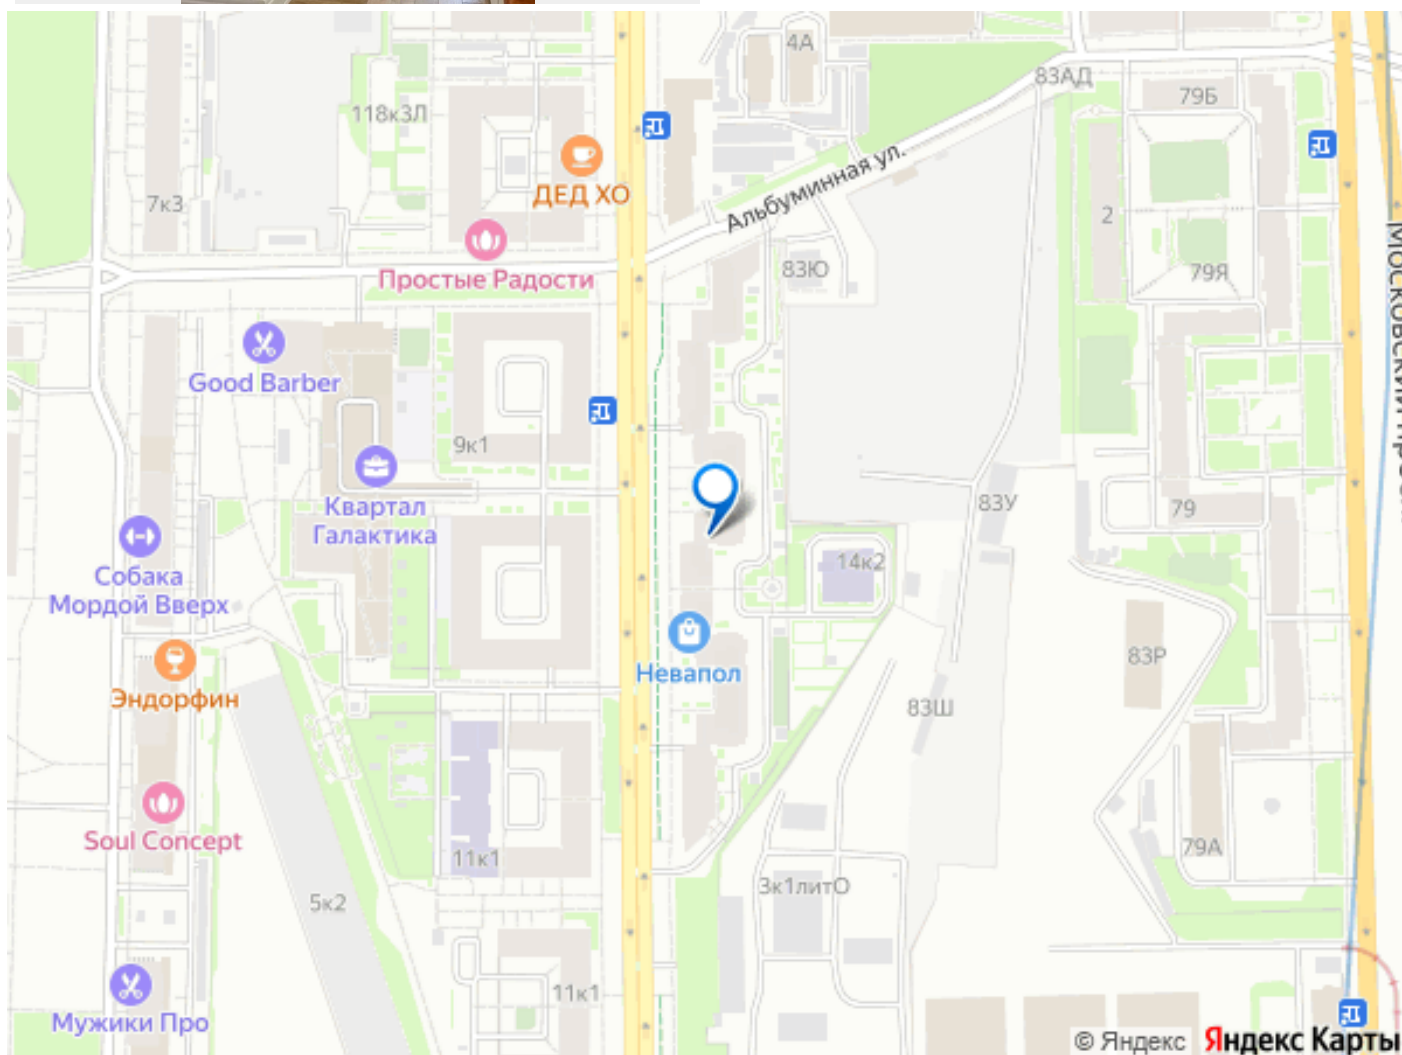 4А
83АД
79Б
118к3Л
ДЕД ХО
Альбуминная ул.
7к3
2
Простые Радости
83Ю
79Я
Московский
Good Barber
9к1
Квартал
Галактика
83У
79
14к2
Собака
Мордой Вверх
Невапол
83Р
Эндорфин
83Ш
Soul Concept
11к1
79А
3к1литО
5к2
11к1
Мужики Про
© Яндекс Яндекс Карты